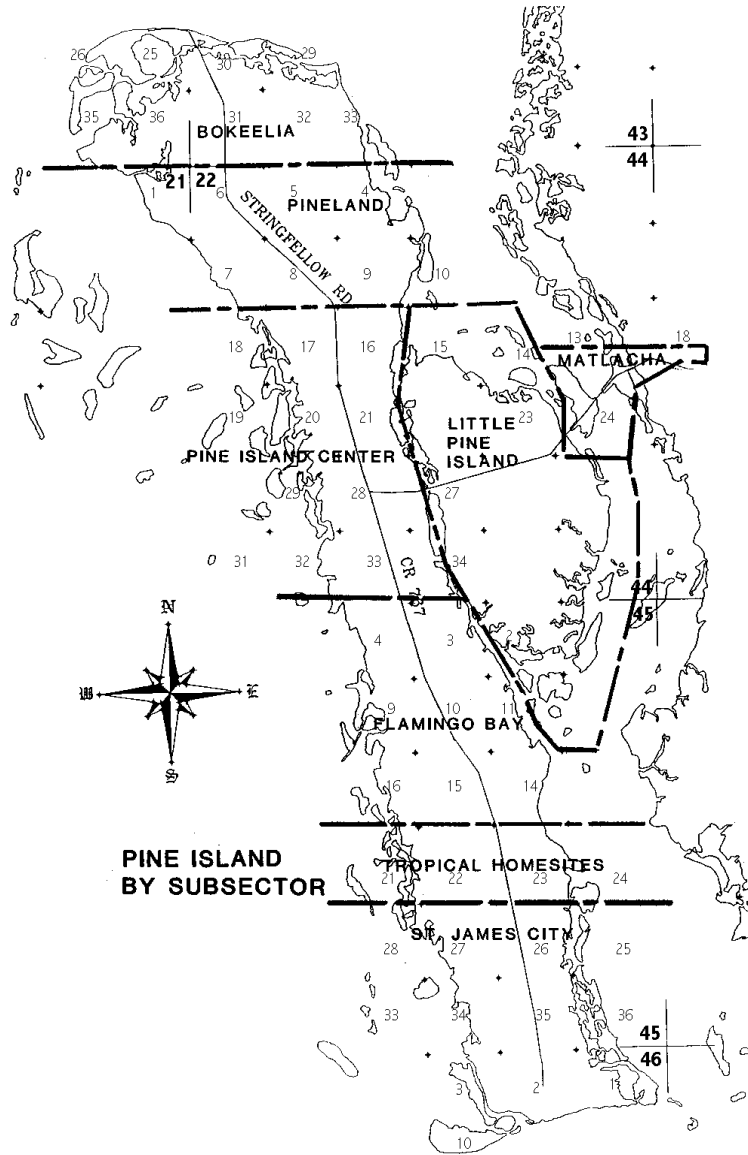 26 25 30 29
35 36 31 32 33
BOKEELIA
43
44
21 22
1 6 5 4
PINELAND
STRINGFELLOW RD
7 8 9 10
18 17 16 15 14 13 18
MATLACHA
19 20 21 23 24
LITTLE
PINE
ISLAND
PINE ISLAND CENTER
29 28 27
31 32 33 34
CR 767
44
45
N
W E
S
4 3 2
9 10 11
FLAMINGO BAY
16 15 14
PINE ISLAND
BY SUBSECTOR
TROPICAL HOMESITES
21 22 23 24
ST. JAMES CITY
28 27 26 25
33 34 35 36
45
46
3 2 1
10